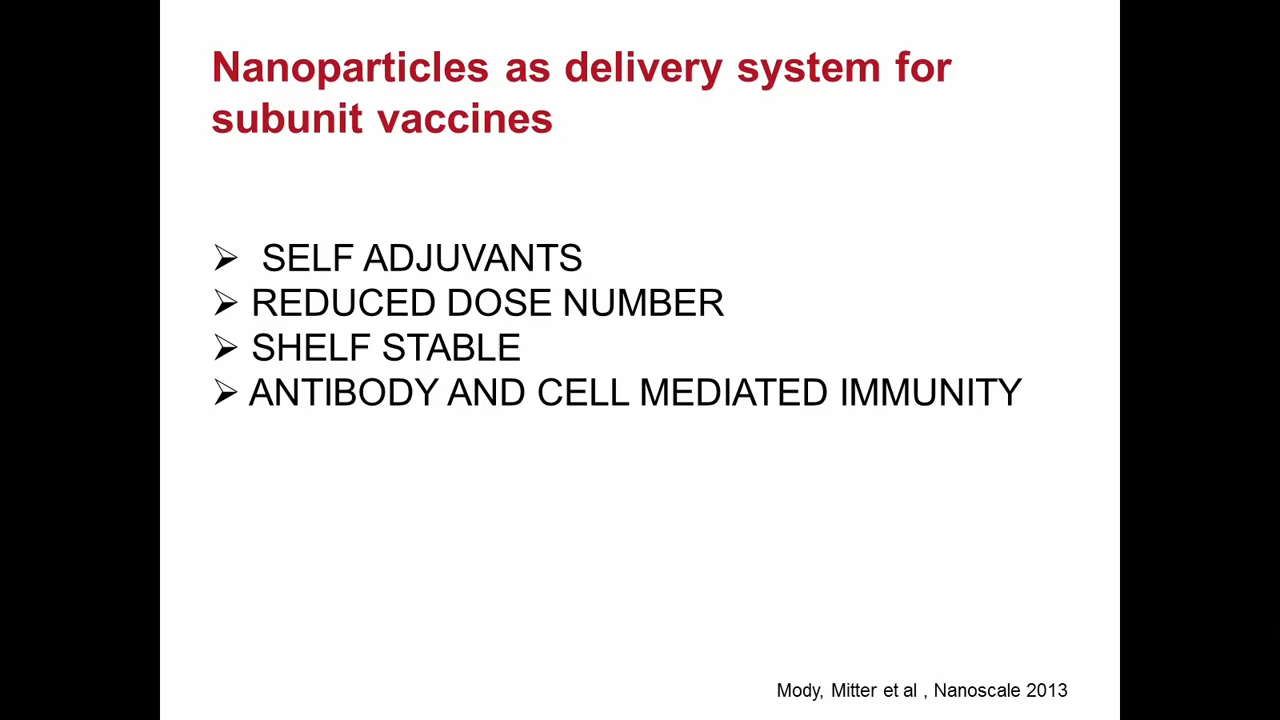 Nanoparticles as delivery system for
subunit vaccines
➢ SELF ADJUVANTS
➢ REDUCED DOSE NUMBER
➢ SHELF STABLE
➢ ANTIBODY AND CELL MEDIATED IMMUNITY
Mody, Mitter et al , Nanoscale 2013